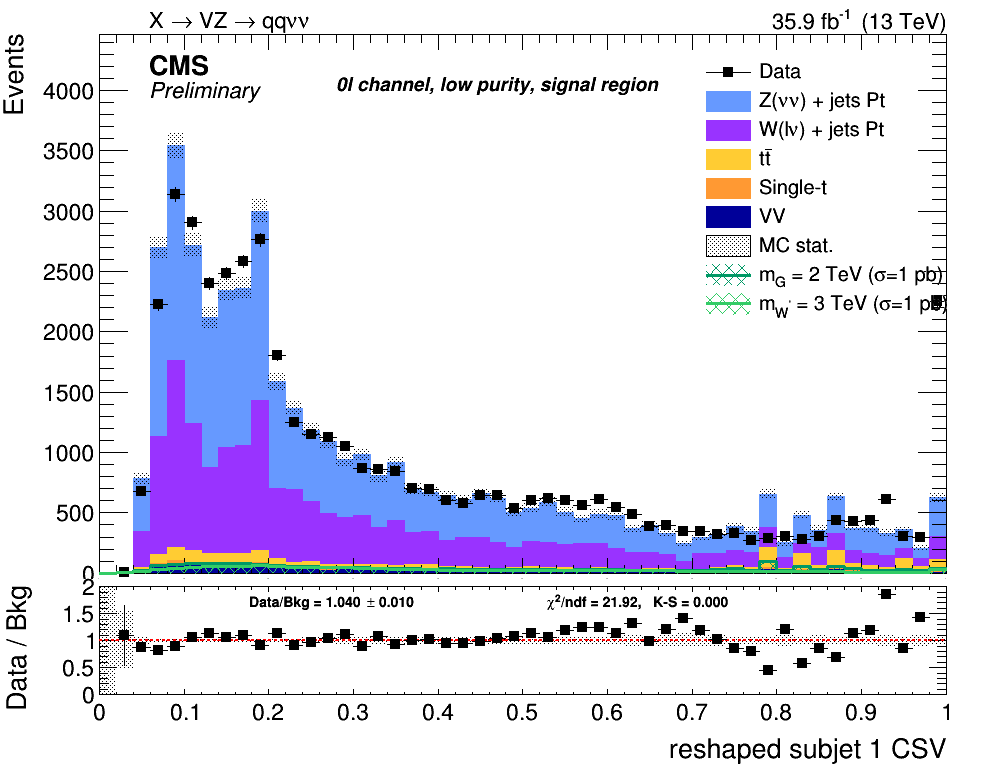 X → VZ → qqνν
35.9 fb⁻¹ (13 TeV)
Events
CMS
Preliminary
0l channel, low purity, signal region
Data
Z(νν) + jets Pt
W(lν) + jets Pt
tt̄
Single-t
VV
MC stat.
m_G = 2 TeV (σ=1 pb)
m_W' = 3 TeV (σ=1 pb)
4000
3500
3000
2500
2000
1500
1000
500
0
Data / Bkg
2
1.5
1
0.5
0
Data/Bkg = 1.040 ± 0.010
χ²/ndf = 21.92, K-S = 0.000
0 0.1 0.2 0.3 0.4 0.5 0.6 0.7 0.8 0.9 1
reshaped subjet 1 CSV